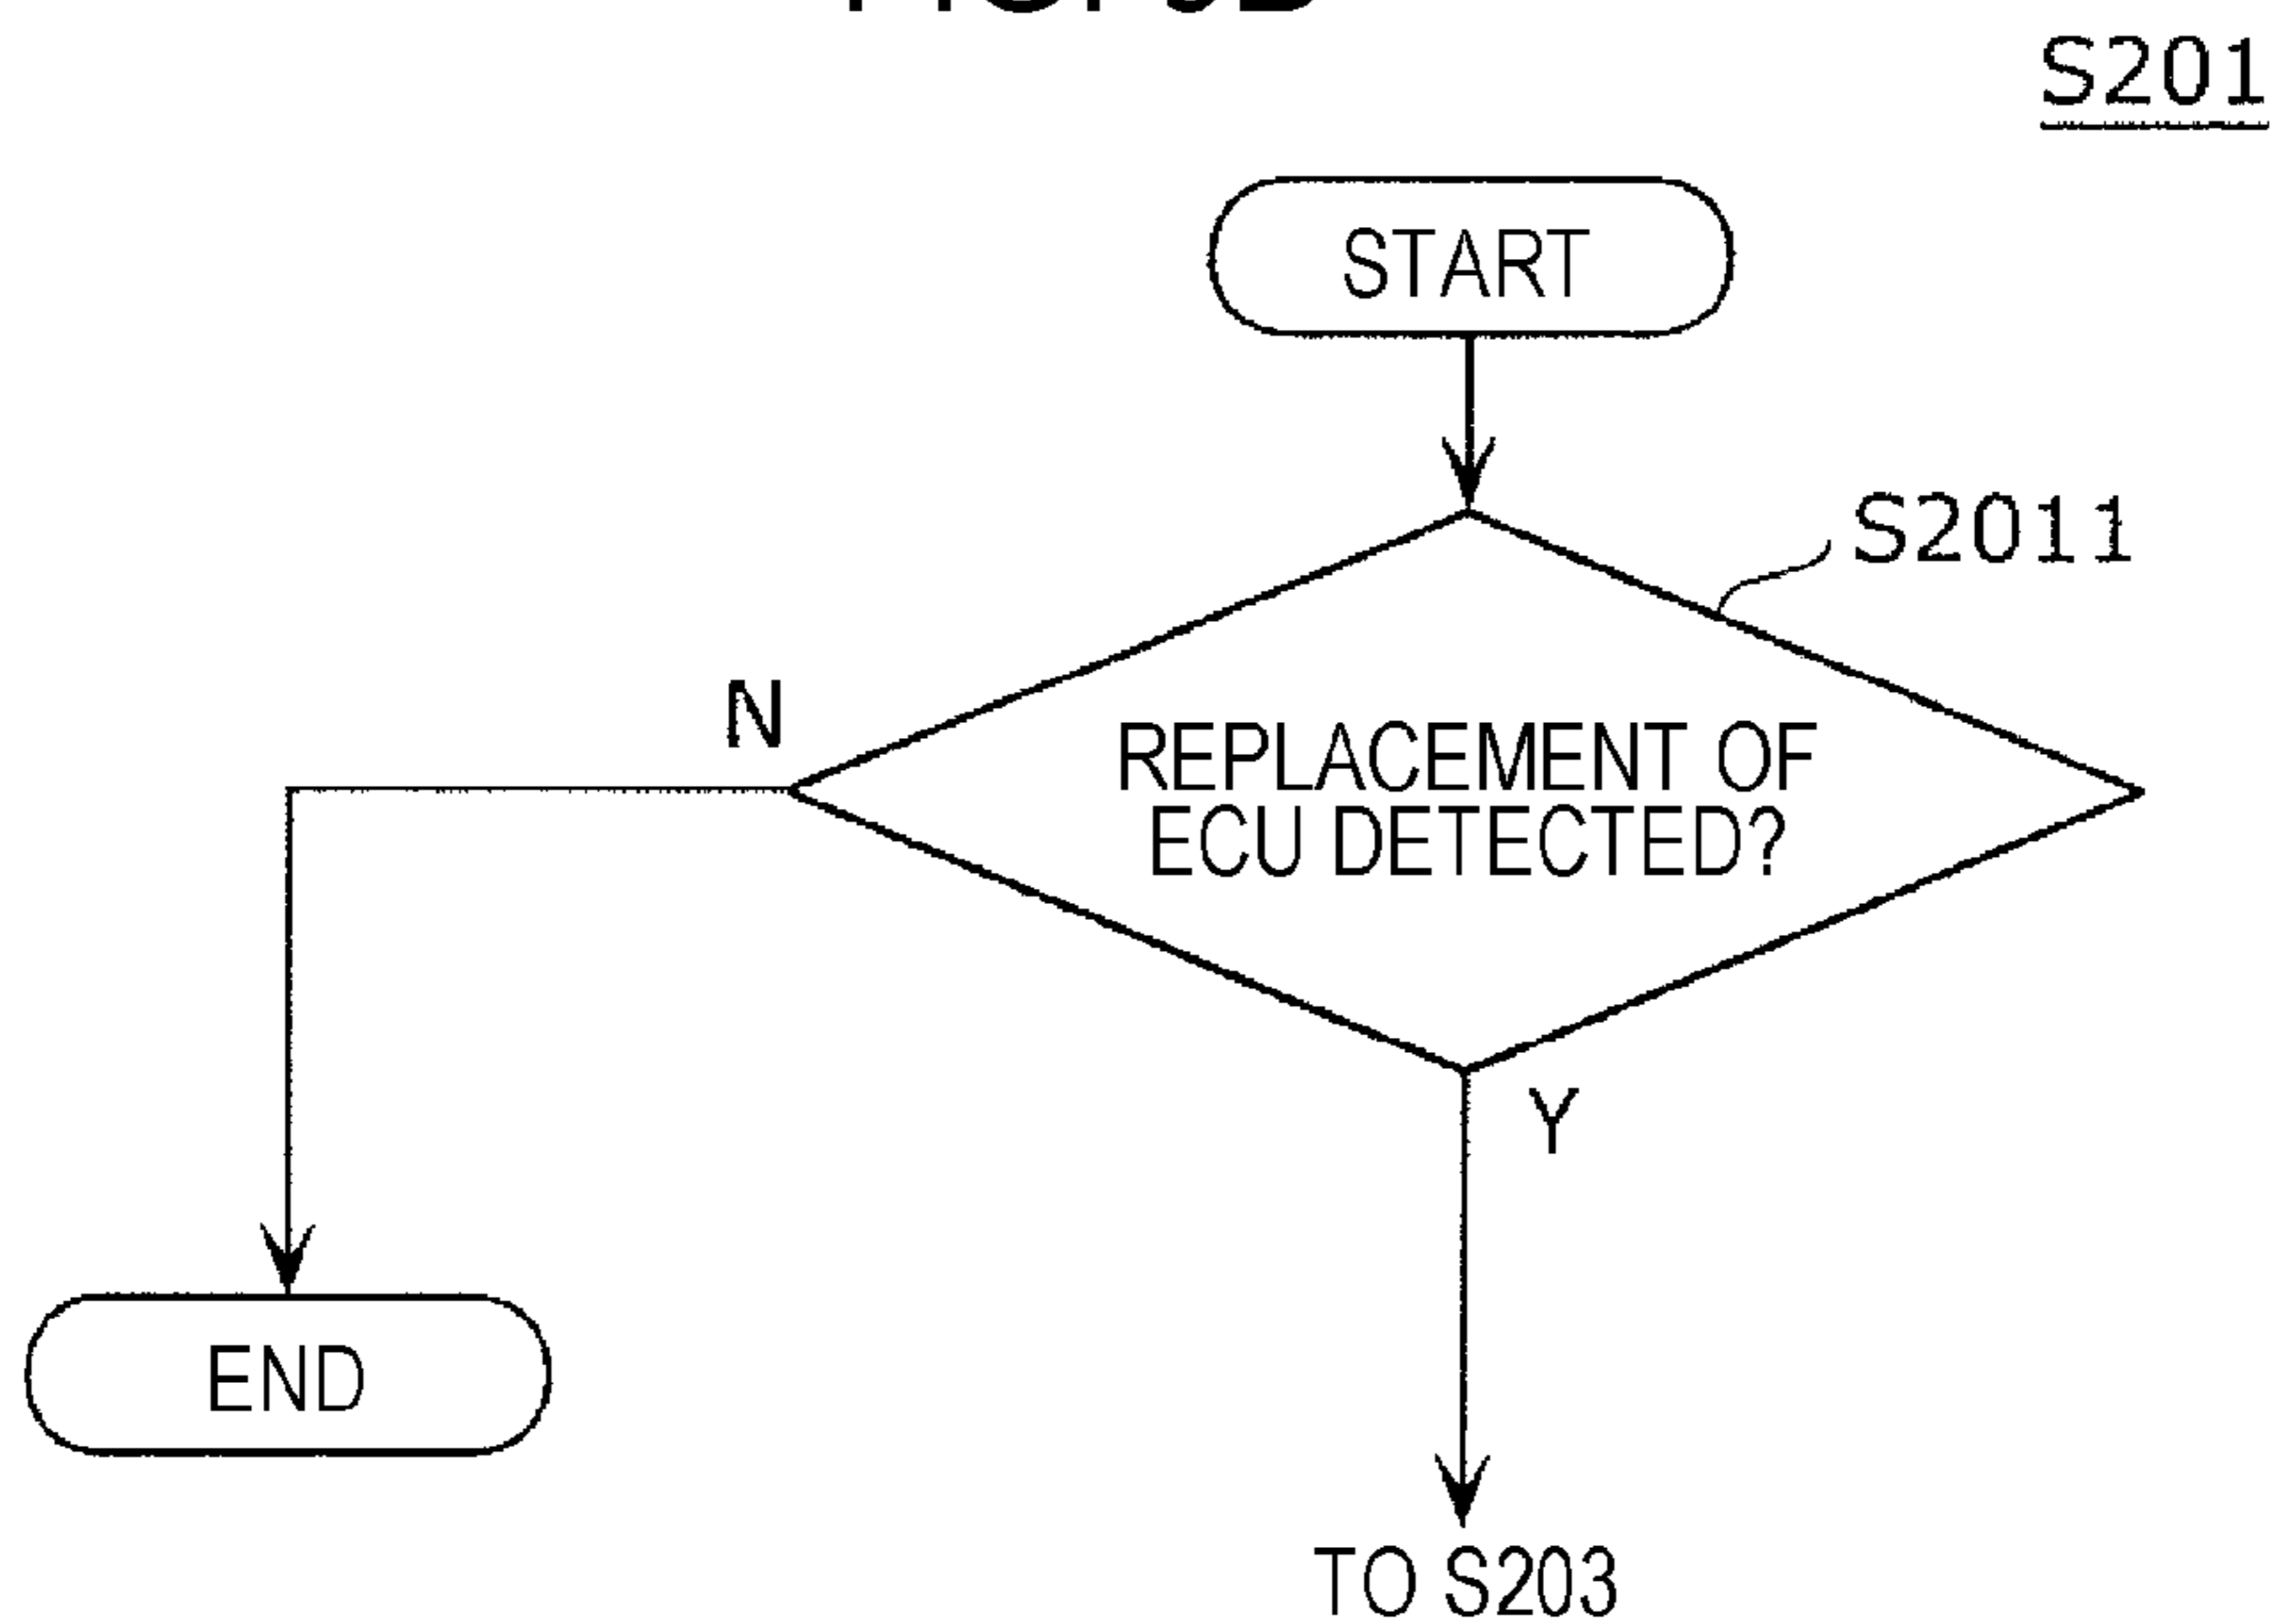 S201
START
S2011
N
REPLACEMENT OF
ECU DETECTED?
Y
END
TO S203